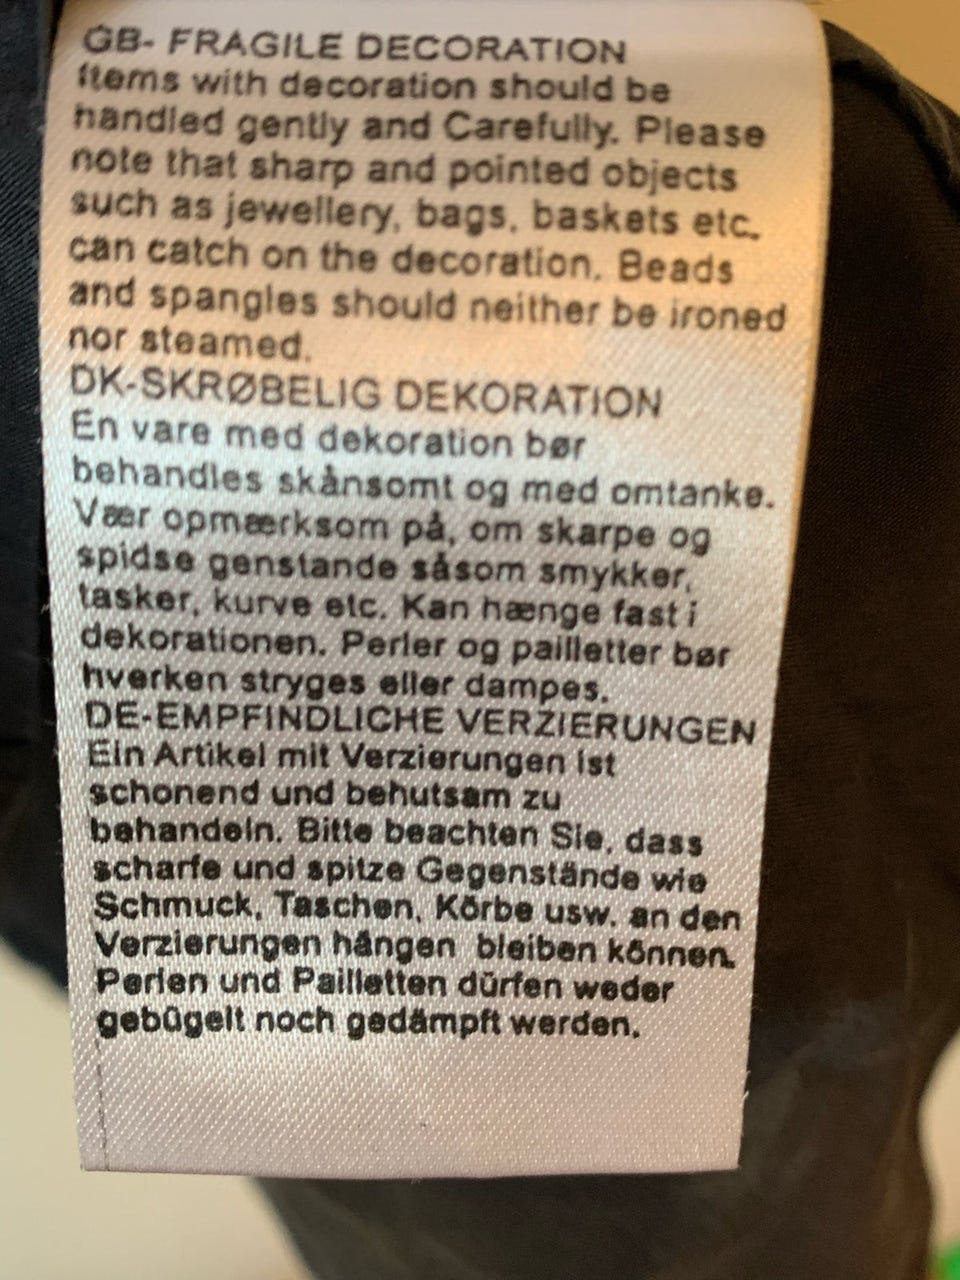 GB- FRAGILE DECORATION
Items with decoration should be
handled gently and Carefully. Please
note that sharp and pointed objects
such as jewellery, bags, baskets etc.
can catch on the decoration. Beads
and spangles should neither be ironed
nor steamed.
DK-SKRØBELIG DEKORATION
En vare med dekoration bør
behandles skånsomt og med omtanke.
Vær opmærksom på, om skarpe og
spidse genstande såsom smykker,
tasker, kurve etc. Kan hænge fast i
dekorationen. Perler og pailletter bør
hverken stryges eller dampes.
DE-EMPFINDLICHE VERZIERUNGEN
Ein Artikel mit Verzierungen ist
schonend und behutsam zu
behandeln. Bitte beachten Sie, dass
scharfe und spitze Gegenstände wie
Schmuck, Taschen, Körbe usw. an den
Verzierungen hängen bleiben können.
Perlen und Pailletten dürfen weder
gebügelt noch gedämpft werden.